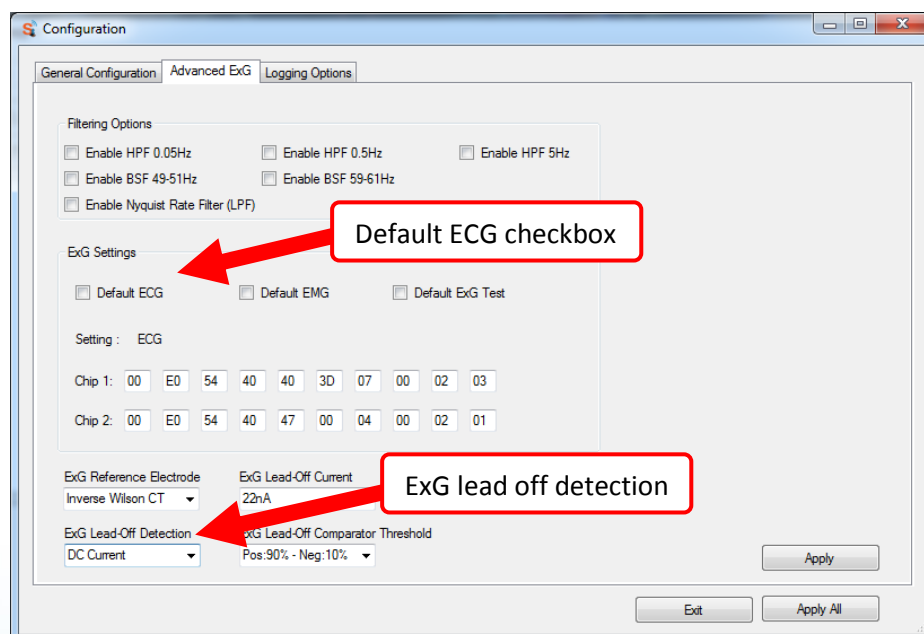 Configuration
General Configuration Advanced ExG Logging Options
Filtering Options
Enable HPF 0.05Hz Enable HPF 0.5Hz Enable HPF 5Hz
Enable BSF 49-51Hz Enable BSF 59-61Hz
Enable Nyquist Rate Filter (LPF)
Default ECG checkbox
ExG Settings
Default ECG Default EMG Default ExG Test
Setting : ECG
Chip 1: 00 E0 54 40 40 3D 07 00 02 03
Chip 2: 00 E0 54 40 47 00 04 00 02 01
ExG Reference Electrode ExG Lead-Off Current
Inverse Wilson CT 22nA
ExG lead off detection
ExG Lead-Off Detection ExG Lead-Off Comparator Threshold
DC Current Pos:90% - Neg:10%
Apply
Exit Apply All